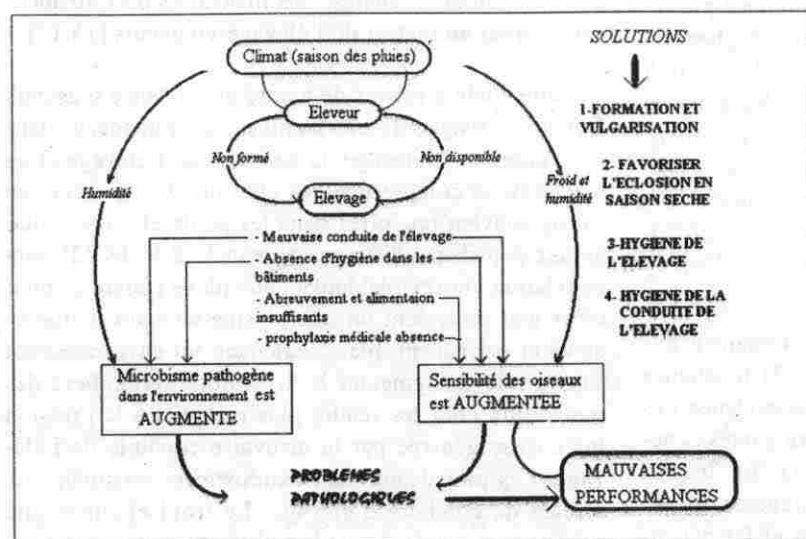 Climat (saison des pluies)
Eleveur
Non formé
Non disponible
Elevage
Humidité
Froid et
humidité
- Mauvaise conduite de l'élevage
- Absence d'hygiène dans les
bâtiments
- Abreuvement et alimentaion
insuffisants
- prophylaxie médicale absence
Microbisme pathogène
dans l'environnement est
AUGMENTE
Sensibilité des oiseaux
est AUGMENTEE
PROBLEMES
PATHOLOGIQUES
MAUVAISES
PERFORMANCES
SOLUTIONS
1-FORMATION ET
VULGARISATION
2. FAVORISER
L'ECLOSION EN
SAISON SECHE
3-HYGIENE DE
L'ELEVAGE
4- HYGIENE DE LA
CONDUITE DE
L'ELEVAGE